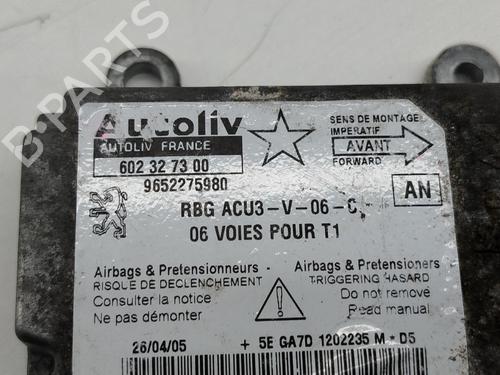 B-PARTS
Autoliv
AUTOLIV FRANCE
602 32 73 00
9652275980
SENS DE MONTAGE
IMPERATIF
AVANT
FORWARD
AN
RBG ACU3-V-06-C
06 VOIES POUR T1
Airbags & Pretensionneurs - Airbags & Pretensioners
RISQUE DE DECLENCHEMENT TRIGGERING HASARD
Consulter la notice Do not remove
Ne pas démonter Read manual
26/04/05 + 5E GA7D 1202235 M * D5